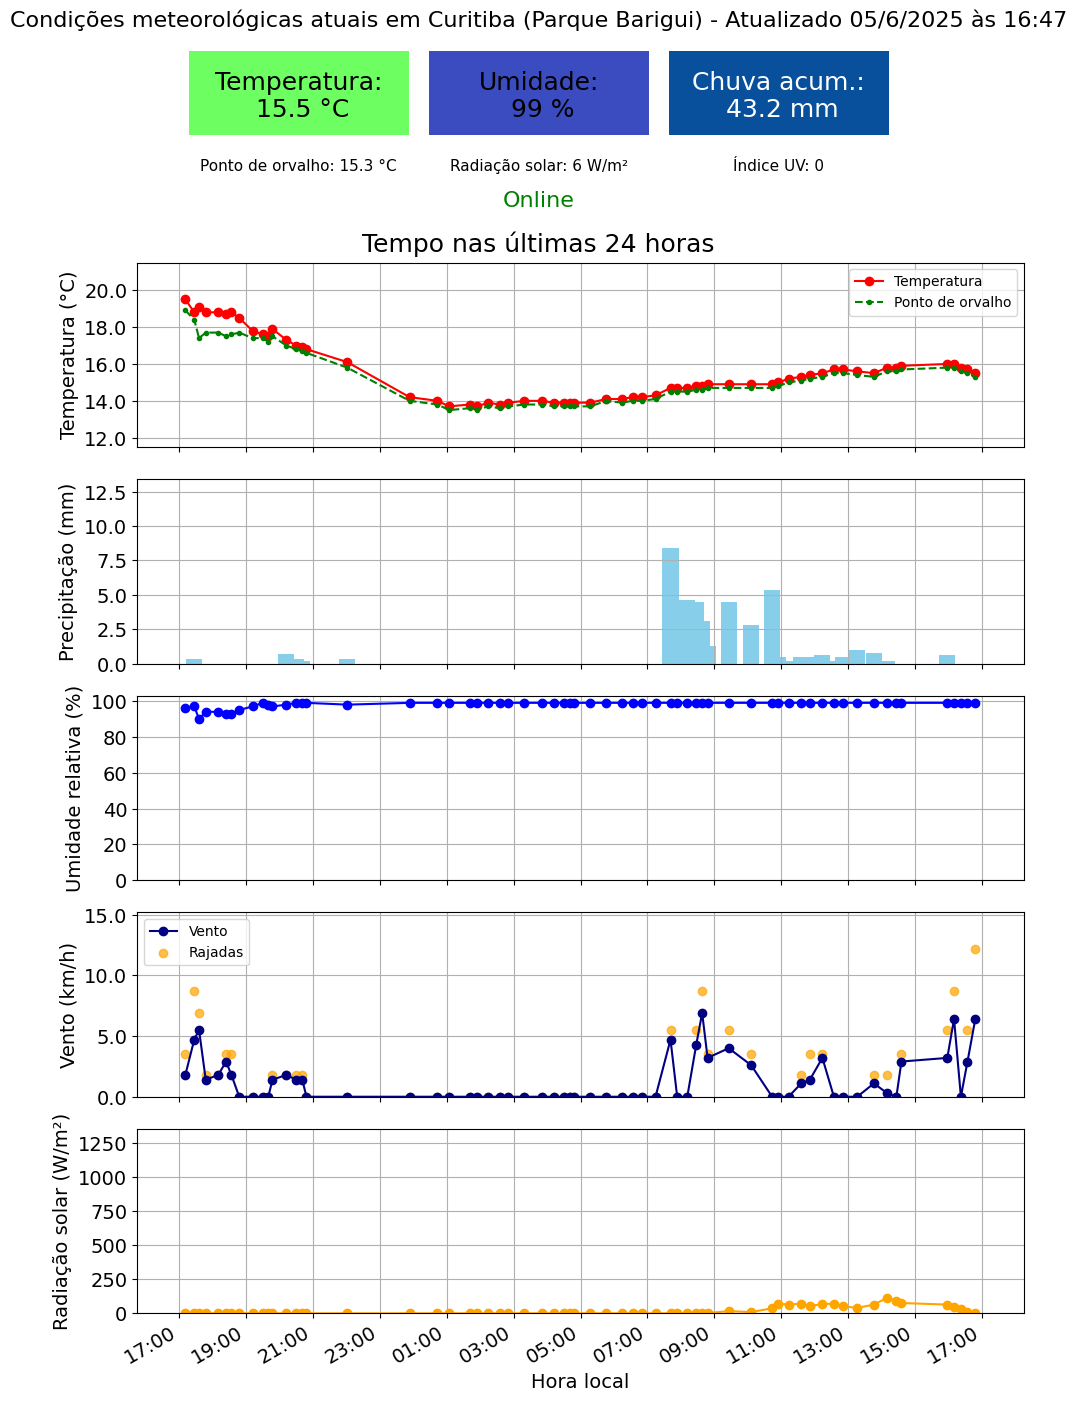 Condições meteorológicas atuais em Curitiba (Parque Barigui) - Atualizado 05/6/2025 às 16:47
Temperatura:
15.5 °C
Umidade:
99 %
Chuva acum.:
43.2 mm
Ponto de orvalho: 15.3 °C
Radiação solar: 6 W/m²
Índice UV: 0
Online
Tempo nas últimas 24 horas
Temperatura (°C)
20.0
18.0
16.0
14.0
12.0
Temperatura
Ponto de orvalho
Precipitação (mm)
12.5
10.0
7.5
5.0
2.5
0.0
Umidade relativa (%)
100
80
60
40
20
0
Vento (km/h)
15.0
10.0
5.0
0.0
Vento
Rajadas
Radiação solar (W/m²)
1250
1000
750
500
250
0
17:00
19:00
21:00
23:00
01:00
03:00
05:00
07:00
09:00
11:00
13:00
15:00
17:00
Hora local